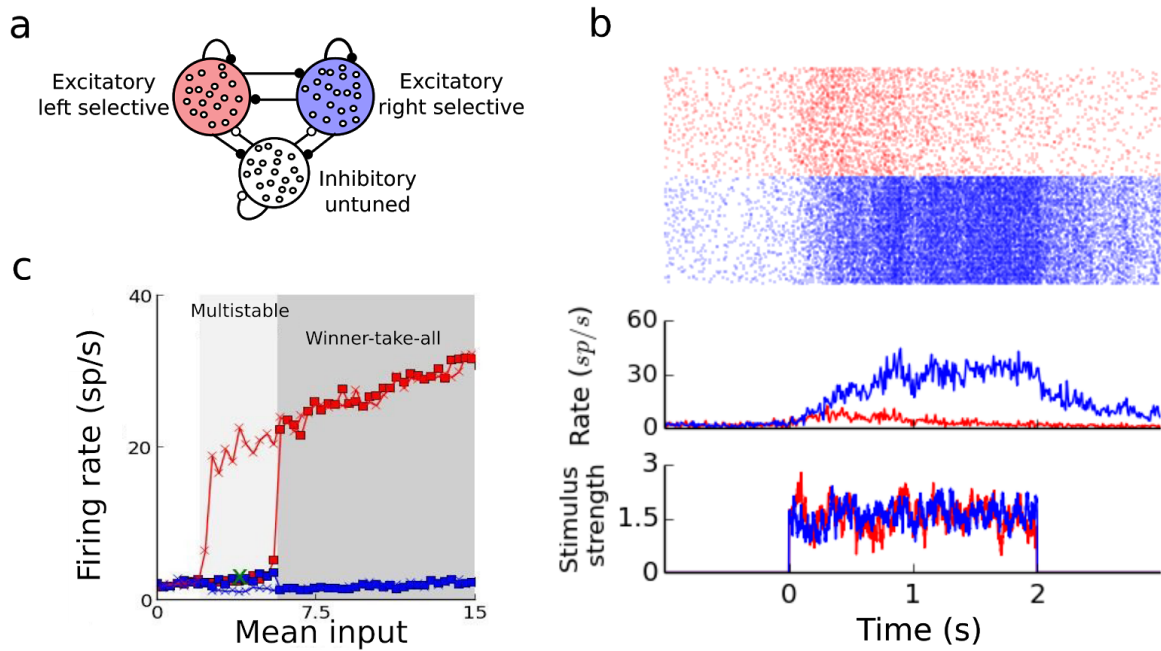 a
Excitatory
left selective
Excitatory
right selective
Inhibitory
untuned
b
60
30
0
Rate (sp/s)
3
1.5
0
Stimulus
strength
0 1 2
Time (s)
c
40
20
0
Firing rate (sp/s)
Multistable
Winner-take-all
0 7.5 15
Mean input